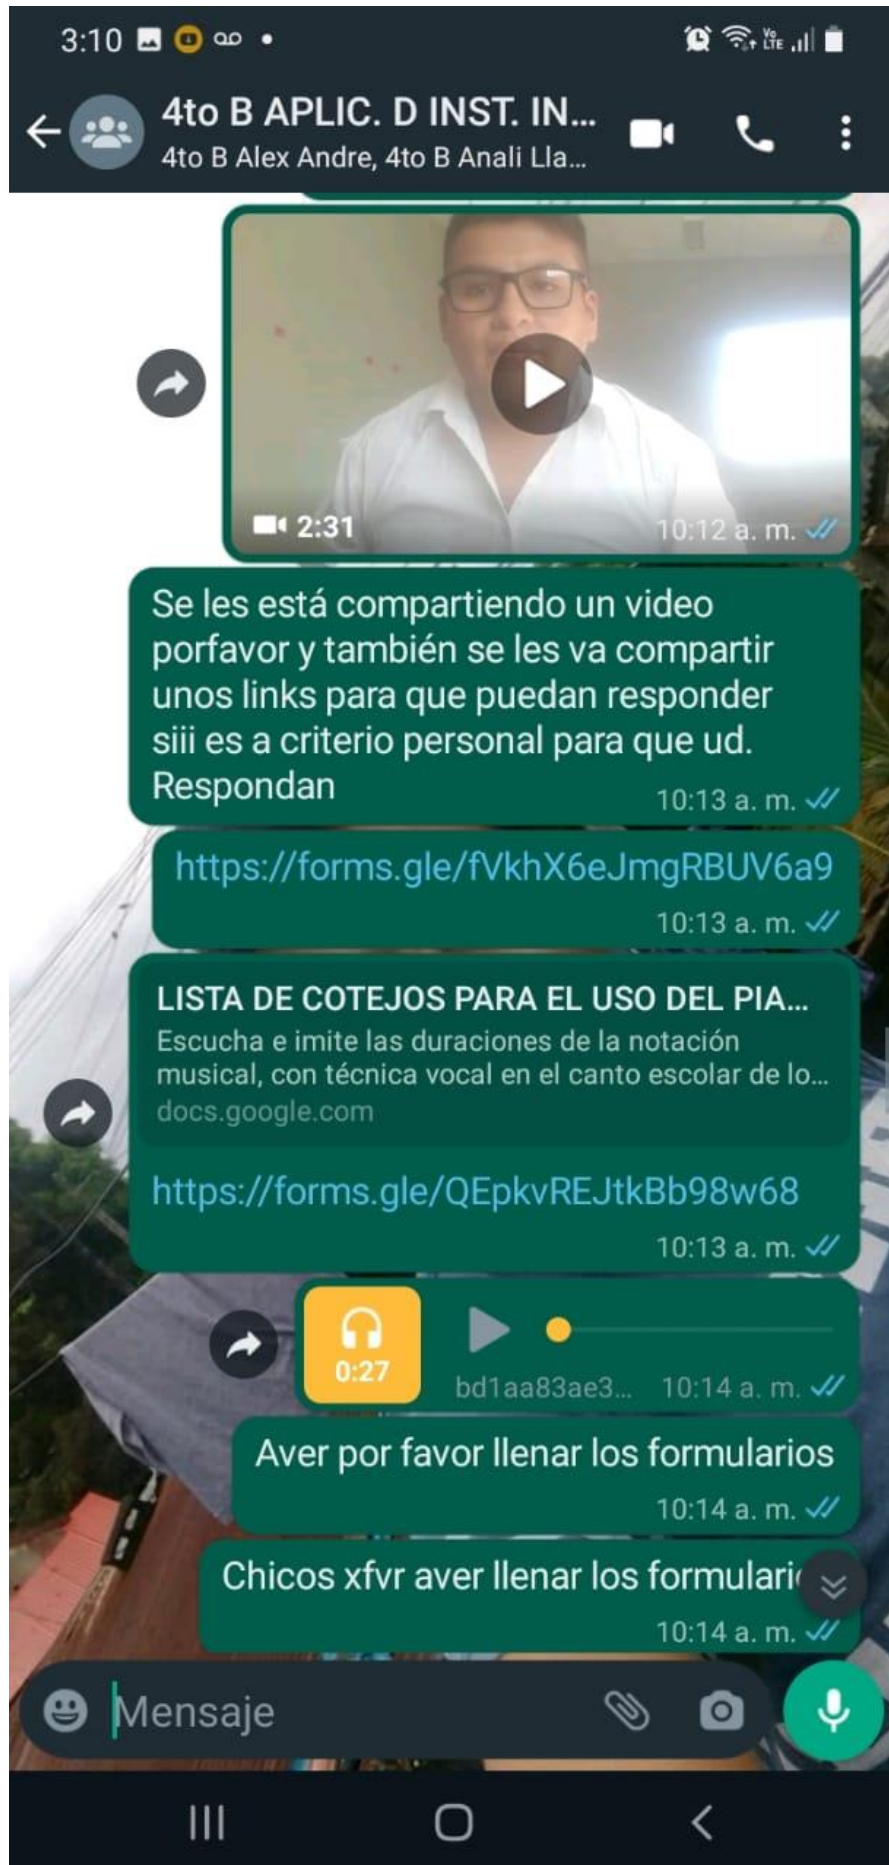 3:10
Vo LTE
4to B APLIC. D INST. IN...
4to B Alex Andre, 4to B Anali Lla...
2:31
10:12 a. m.
Se les está compartiendo un video
porfavor y también se les va compartir
unos links para que puedan responder
siii es a criterio personal para que ud.
Respondan
10:13 a. m.
https://forms.gle/fVkhX6eJmgRBUV6a9
10:13 a. m.
LISTA DE COTEJOS PARA EL USO DEL PIA...
Escucha e imite las duraciones de la notación
musical, con técnica vocal en el canto escolar de lo...
docs.google.com
https://forms.gle/QEpkvREJtkBb98w68
10:13 a. m.
0:27
bd1aa83ae3... 10:14 a. m.
Aver por favor llenar los formularios
10:14 a. m.
Chicos xfvr aver llenar los formulari
10:14 a. m.
Mensaje